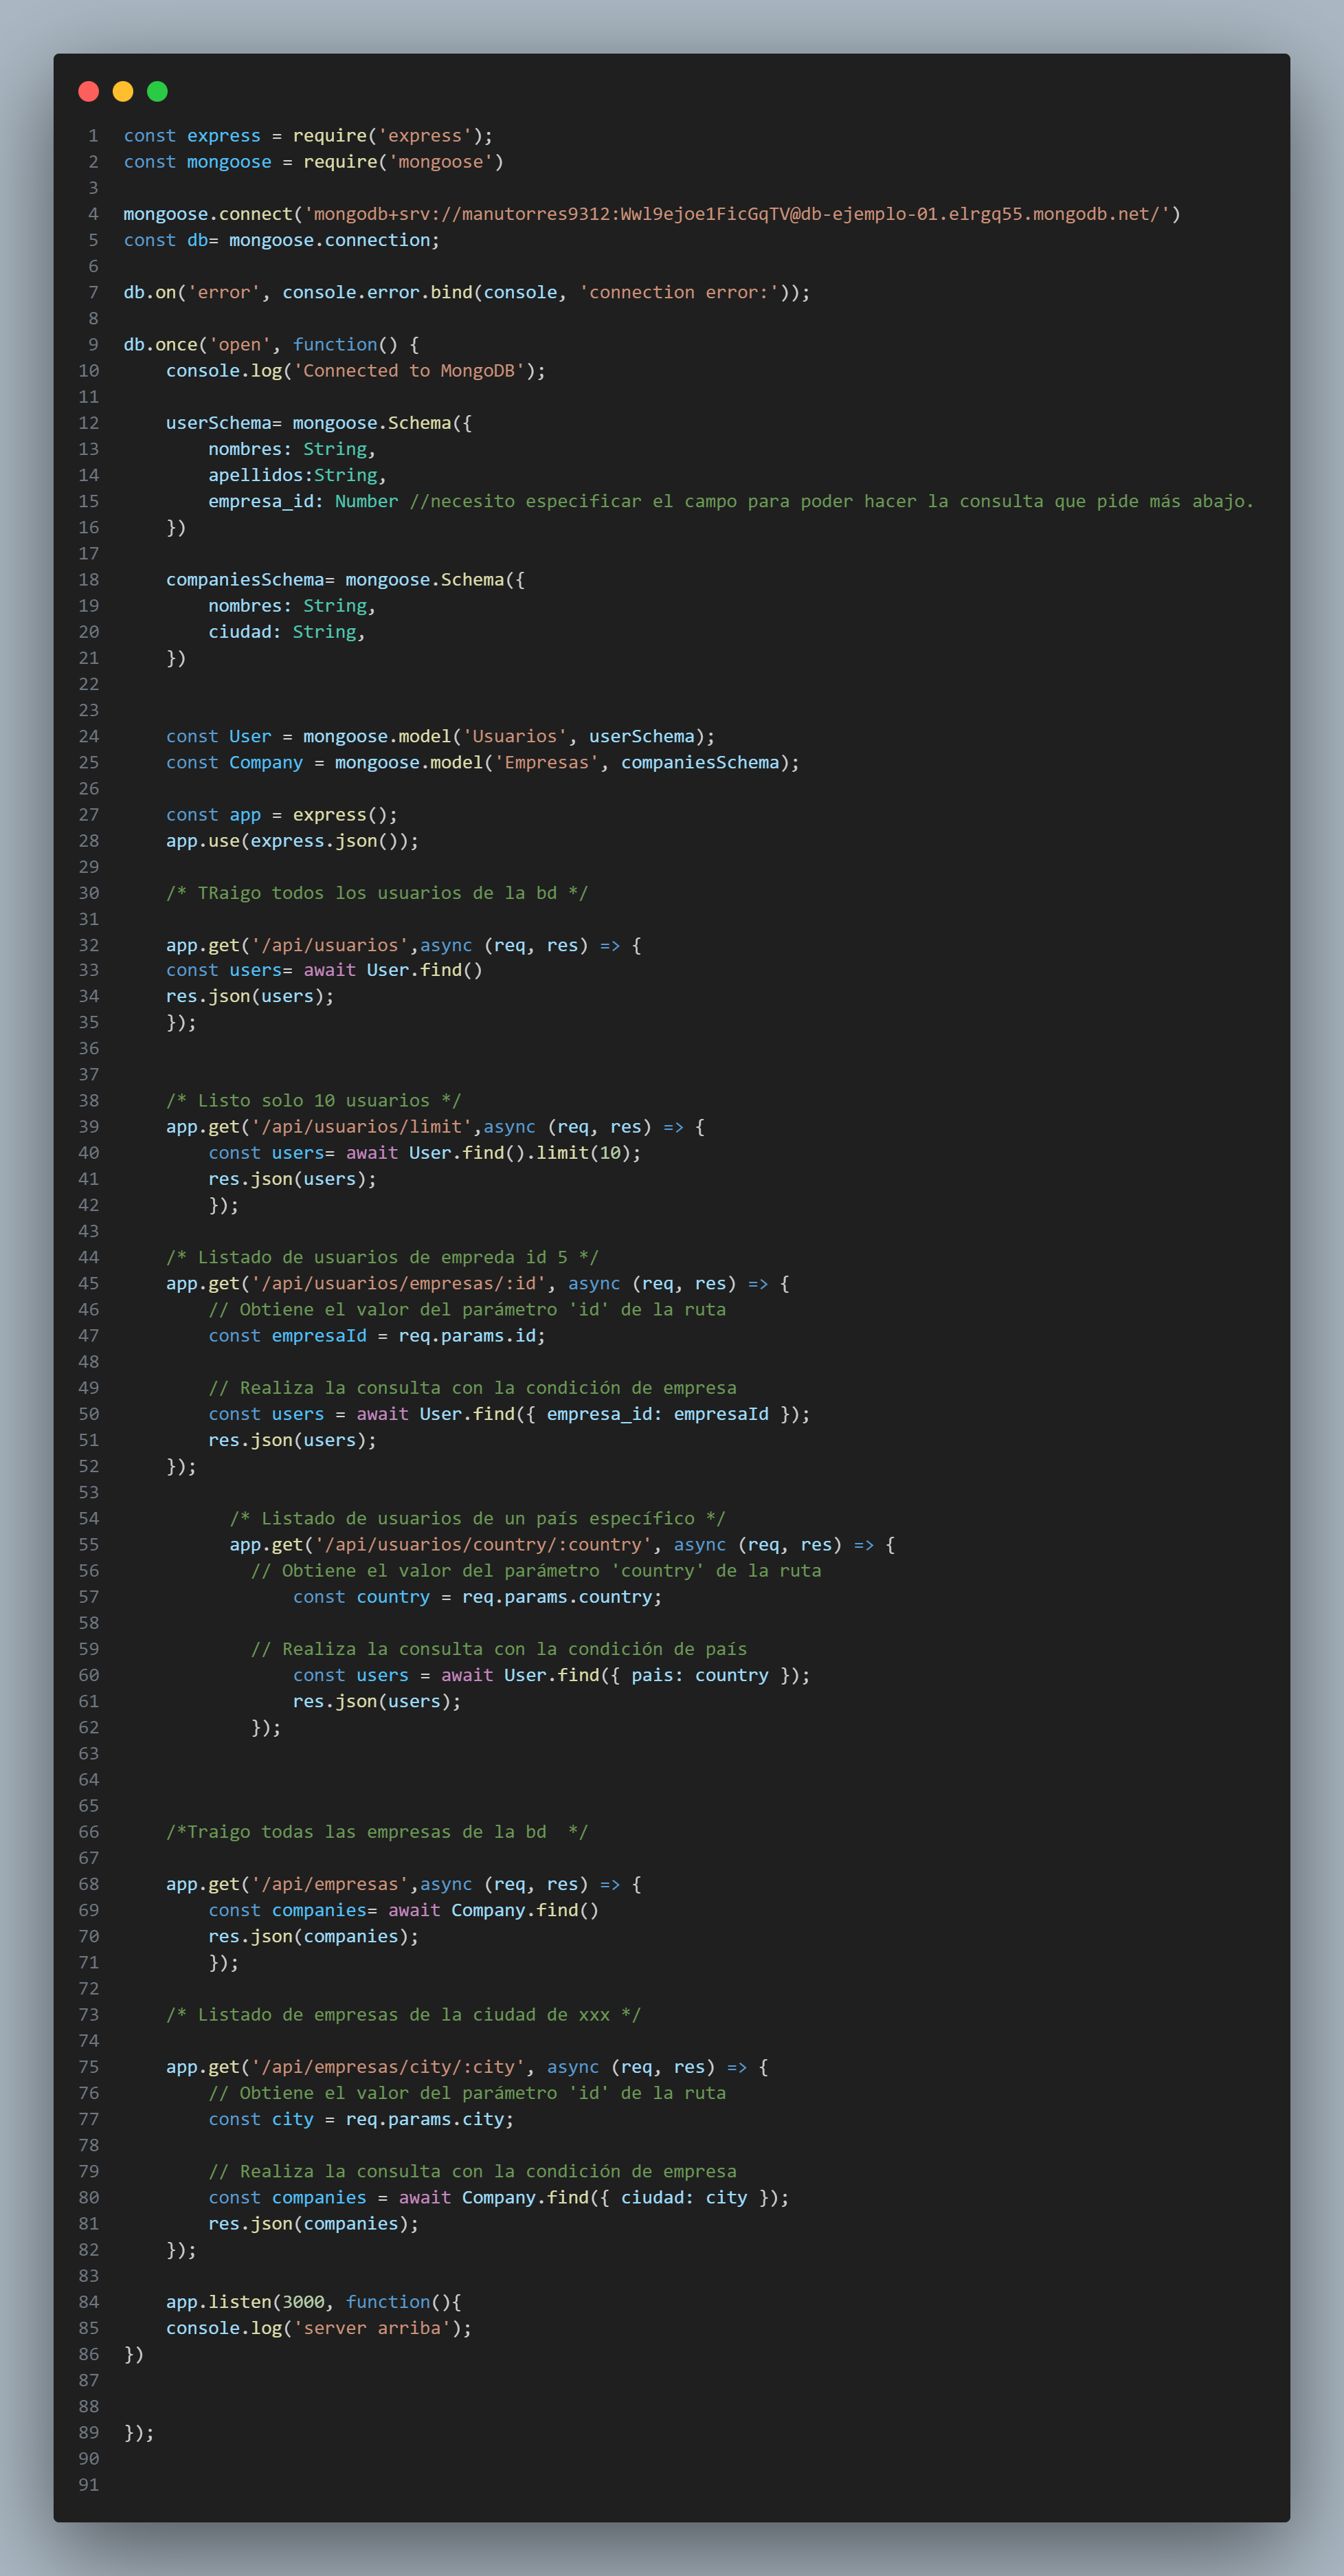 1 const express = require('express');
2 const mongoose = require('mongoose')
3
4 mongoose.connect('mongodb+srv://manutorres9312:Wwl9ejoe1FicGqTV@db-ejemplo-01.elrgq55.mongodb.net/')
5 const db= mongoose.connection;
6
7 db.on('error', console.error.bind(console, 'connection error:'));
8
9 db.once('open', function() {
10     console.log('Connected to MongoDB');
11
12     userSchema= mongoose.Schema({
13         nombres: String,
14         apellidos:String,
15         empresa_id: Number //necesito especificar el campo para poder hacer la consulta que pide más abajo.
16     })
17
18     companiesSchema= mongoose.Schema({
19         nombres: String,
20         ciudad: String,
21     })
22
23
24     const User = mongoose.model('Usuarios', userSchema);
25     const Company = mongoose.model('Empresas', companiesSchema);
26
27     const app = express();
28     app.use(express.json());
29
30     /* TRaigo todos los usuarios de la bd */
31
32     app.get('/api/usuarios',async (req, res) => {
33     const users= await User.find()
34     res.json(users);
35     });
36
37
38     /* Listo solo 10 usuarios */
39     app.get('/api/usuarios/limit',async (req, res) => {
40         const users= await User.find().limit(10);
41         res.json(users);
42         });
43
44     /* Listado de usuarios de empreda id 5 */
45     app.get('/api/usuarios/empresas/:id', async (req, res) => {
46         // Obtiene el valor del parámetro 'id' de la ruta
47         const empresaId = req.params.id;
48
49         // Realiza la consulta con la condición de empresa
50         const users = await User.find({ empresa_id: empresaId });
51         res.json(users);
52     });
53
54           /* Listado de usuarios de un país específico */
55           app.get('/api/usuarios/country/:country', async (req, res) => {
56             // Obtiene el valor del parámetro 'country' de la ruta
57                 const country = req.params.country;
58
59             // Realiza la consulta con la condición de país
60                 const users = await User.find({ pais: country });
61                 res.json(users);
62             });
63
64
65
66     /*Traigo todas las empresas de la bd  */
67
68     app.get('/api/empresas',async (req, res) => {
69         const companies= await Company.find()
70         res.json(companies);
71         });
72
73     /* Listado de empresas de la ciudad de xxx */
74
75     app.get('/api/empresas/city/:city', async (req, res) => {
76         // Obtiene el valor del parámetro 'id' de la ruta
77         const city = req.params.city;
78
79         // Realiza la consulta con la condición de empresa
80         const companies = await Company.find({ ciudad: city });
81         res.json(companies);
82     });
83
84     app.listen(3000, function(){
85     console.log('server arriba');
86 })
87
88
89 });
90
91